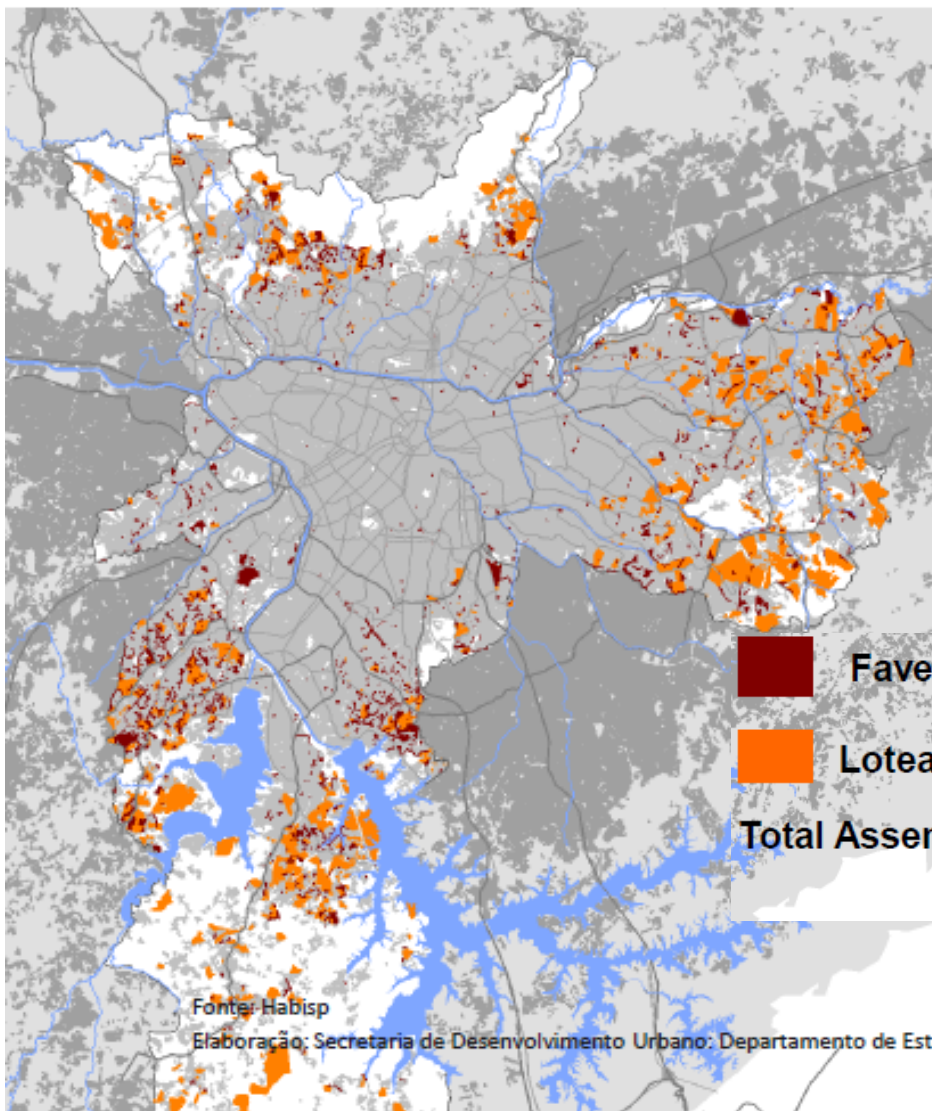 Fave
Lotea
Total Asser
Fonte: Habisp
Elaboração: Secretaria de Desenvolvimento Urbano: Departamento de Est